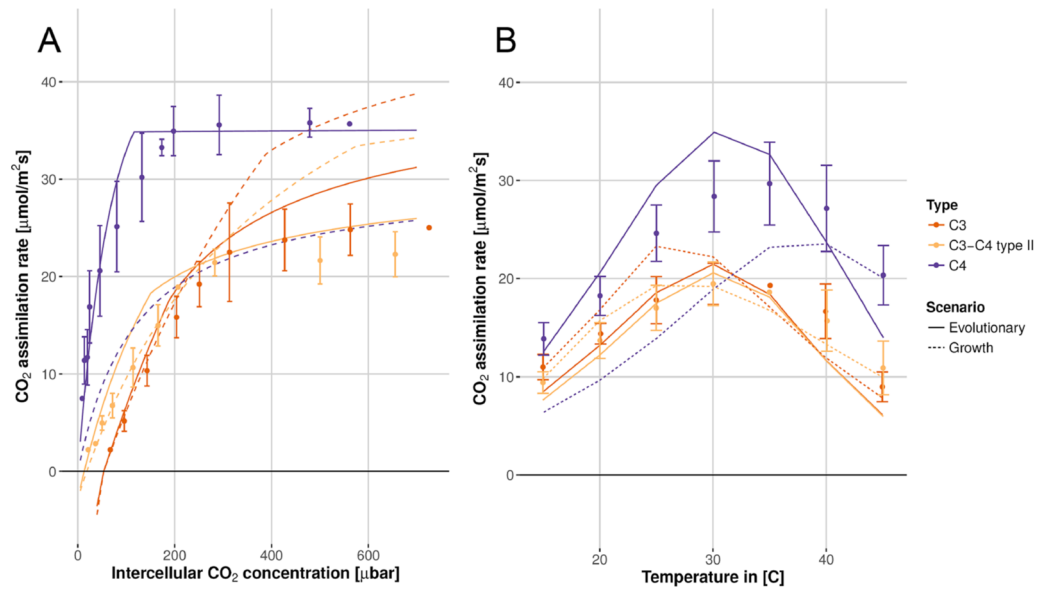 A
B
CO2 assimilation rate [μmol/m2s]
40
30
20
10
0
0
200
400
600
Intercellular CO2 concentration [μbar]
CO2 assimilation rate [μmol/m2s]
40
30
20
10
0
20
30
40
Temperature in [C]
Type
C3
C3−C4 type II
C4
Scenario
Evolutionary
Growth